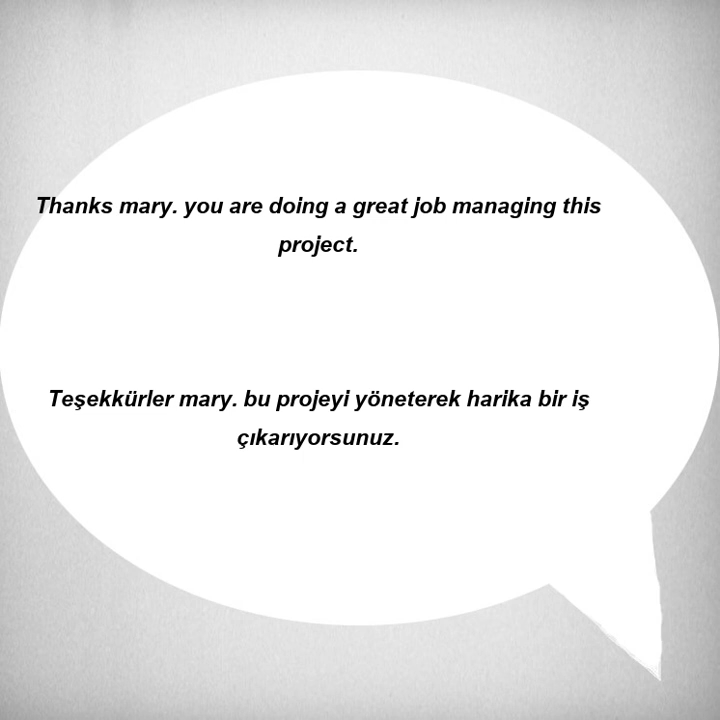 Thanks mary. you are doing a great job managing this
project.
Teşekkürler mary. bu projeyi yöneterek harika bir iş
çıkarıyorsunuz.